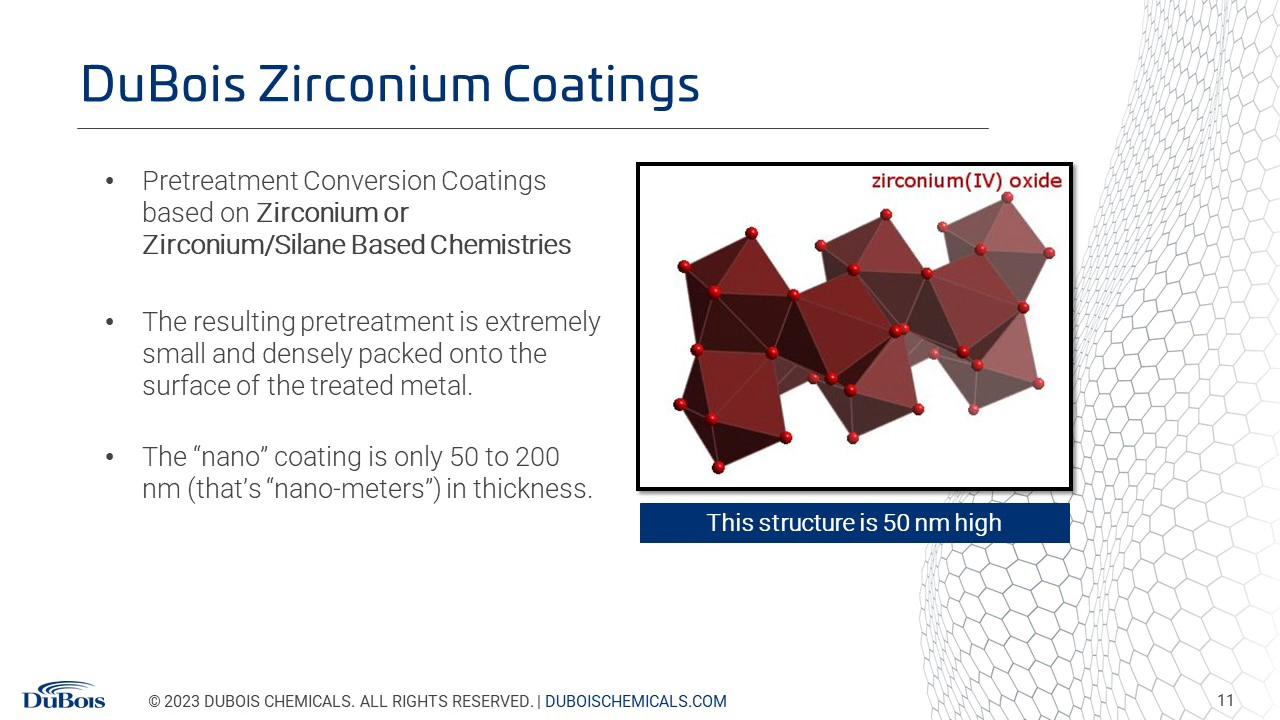 DuBois Zirconium Coatings
• Pretreatment Conversion Coatings
based on Zirconium or
Zirconium/Silane Based Chemistries
• The resulting pretreatment is extremely
small and densely packed onto the
surface of the treated metal.
• The “nano” coating is only 50 to 200
nm (that’s “nano-meters”) in thickness.
zirconium(IV) oxide
This structure is 50 nm high
DuBois
© 2023 DUBOIS CHEMICALS. ALL RIGHTS RESERVED. | DUBOISCHEMICALS.COM
11